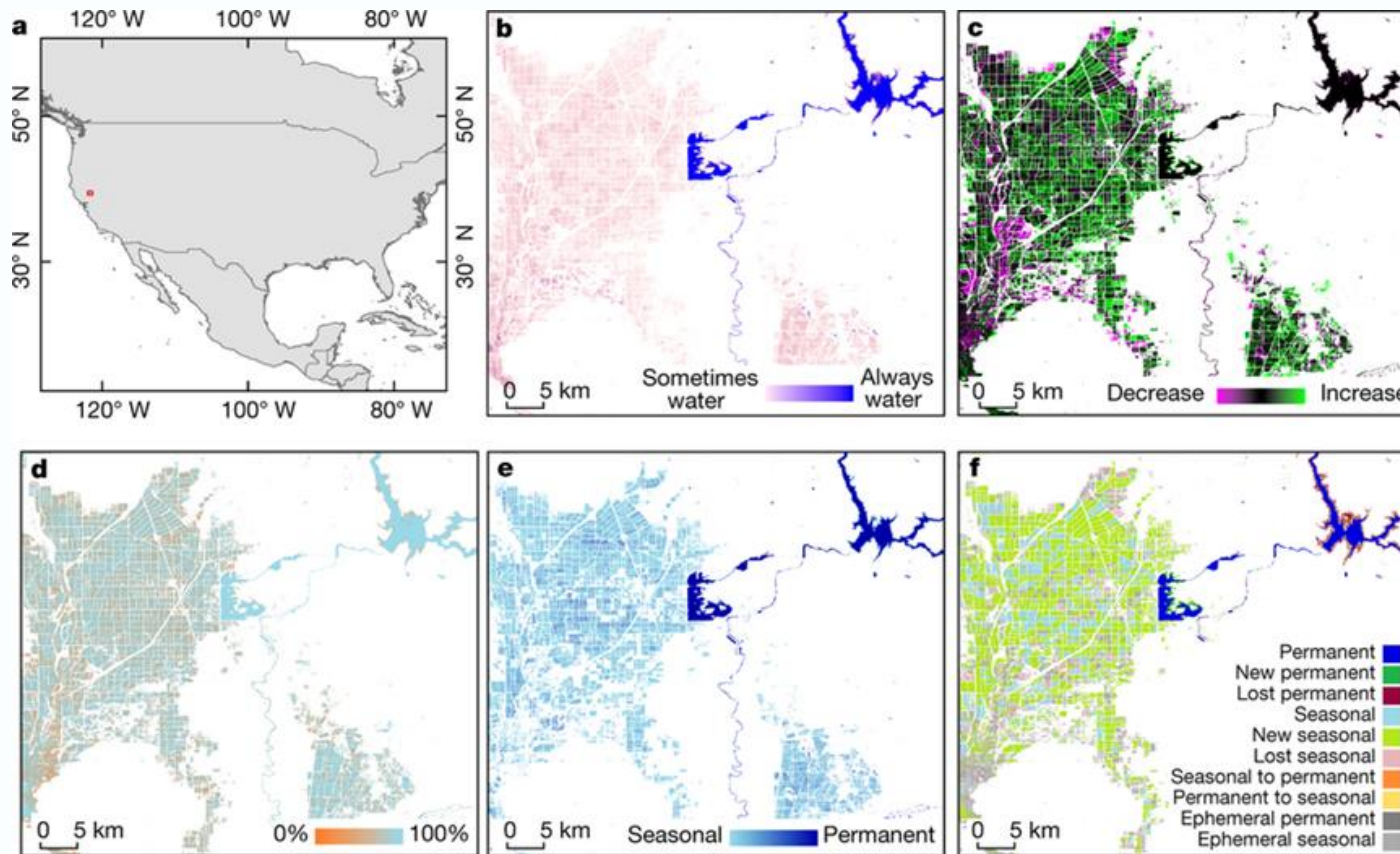 a
120° W 100° W 80° W
50° N
30° N
50° N
30° N
120° W 100° W 80° W
b
0 5 km
Sometimes water
Always water
c
0 5 km
Decrease Increase
d
0 5 km
0% 100%
e
0 5 km
Seasonal Permanent
f
0 5 km
Permanent
New permanent
Lost permanent
Seasonal
New seasonal
Lost seasonal
Seasonal to permanent
Permanent to seasonal
Ephemeral permanent
Ephemeral seasonal